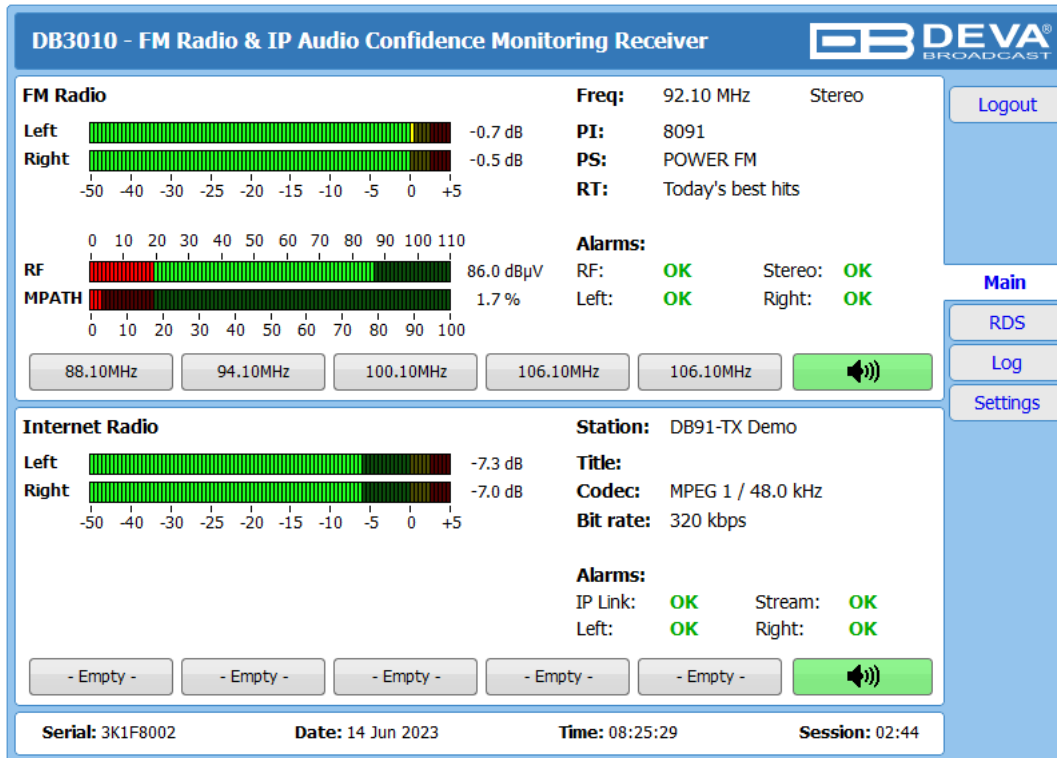 DB3010 - FM Radio & IP Audio Confidence Monitoring Receiver
DEVA®
BROADCAST
FM Radio
Freq: 92.10 MHz Stereo
Left -0.7 dB
PI: 8091
Right -0.5 dB
PS: POWER FM
-50 -40 -30 -25 -20 -15 -10 -5 0 +5
RT: Today's best hits
0 10 20 30 40 50 60 70 80 90 100 110
Alarms:
RF 86.0 dBµV
RF: OK Stereo: OK
MPATH 1.7 %
Left: OK Right: OK
0 10 20 30 40 50 60 70 80 90 100
88.10MHz 94.10MHz 100.10MHz 106.10MHz 106.10MHz
Internet Radio
Station: DB91-TX Demo
Left -7.3 dB
Title:
Right -7.0 dB
Codec: MPEG 1 / 48.0 kHz
-50 -40 -30 -25 -20 -15 -10 -5 0 +5
Bit rate: 320 kbps
Alarms:
IP Link: OK Stream: OK
Left: OK Right: OK
- Empty - - Empty - - Empty - - Empty - - Empty -
Serial: 3K1F8002 Date: 14 Jun 2023 Time: 08:25:29 Session: 02:44
Logout
Main
RDS
Log
Settings